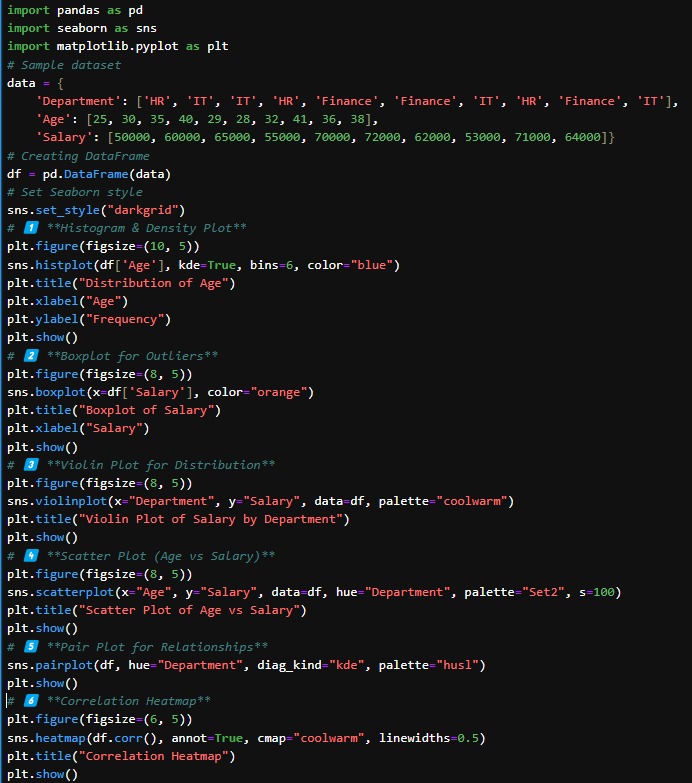 import pandas as pd
import seaborn as sns
import matplotlib.pyplot as plt
# Sample dataset
data = {
    'Department': ['HR', 'IT', 'IT', 'HR', 'Finance', 'Finance', 'IT', 'HR', 'Finance', 'IT'],
    'Age': [25, 30, 35, 40, 29, 28, 32, 41, 36, 38],
    'Salary': [50000, 60000, 65000, 55000, 70000, 72000, 62000, 53000, 71000, 64000]}
# Creating DataFrame
df = pd.DataFrame(data)
# Set Seaborn style
sns.set_style("darkgrid")
# 1️⃣ **Histogram & Density Plot**
plt.figure(figsize=(10, 5))
sns.histplot(df['Age'], kde=True, bins=6, color="blue")
plt.title("Distribution of Age")
plt.xlabel("Age")
plt.ylabel("Frequency")
plt.show()
# 2️⃣ **Boxplot for Outliers**
plt.figure(figsize=(8, 5))
sns.boxplot(x=df['Salary'], color="orange")
plt.title("Boxplot of Salary")
plt.xlabel("Salary")
plt.show()
# 3️⃣ **Violin Plot for Distribution**
plt.figure(figsize=(8, 5))
sns.violinplot(x="Department", y="Salary", data=df, palette="coolwarm")
plt.title("Violin Plot of Salary by Department")
plt.show()
# 4️⃣ **Scatter Plot (Age vs Salary)**
plt.figure(figsize=(8, 5))
sns.scatterplot(x="Age", y="Salary", data=df, hue="Department", palette="Set2", s=100)
plt.title("Scatter Plot of Age vs Salary")
plt.show()
# 5️⃣ **Pair Plot for Relationships**
sns.pairplot(df, hue="Department", diag_kind="kde", palette="husl")
plt.show()
# 6️⃣ **Correlation Heatmap**
plt.figure(figsize=(6, 5))
sns.heatmap(df.corr(), annot=True, cmap="coolwarm", linewidths=0.5)
plt.title("Correlation Heatmap")
plt.show()